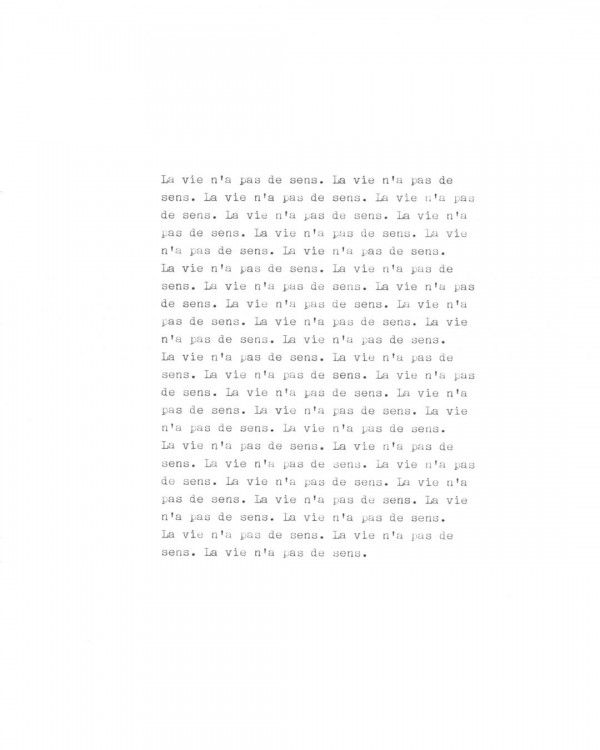 La vie n'a pas de sens. La vie n'a pas de
sens. La vie n'a pas de sens. La vie n'a pas
de sens. La vie n'a pas de sens. La vie n'a
pas de sens. La vie n'a pas de sens. La vie
n'a pas de sens. La vie n'a pas de sens.
La vie n'a pas de sens. La vie n'a pas de
sens. La vie n'a pas de sens. La vie n'a pas
de sens. La vie n'a pas de sens. La vie n'a
pas de sens. La vie n'a pas de sens. La vie
n'a pas de sens. La vie n'a pas de sens.
La vie n'a pas de sens. La vie n'a pas de
sens. La vie n'a pas de sens. La vie n'a pas
de sens. La vie n'a pas de sens. La vie n'a
pas de sens. La vie n'a pas de sens. La vie
n'a pas de sens. La vie n'a pas de sens.
La vie n'a pas de sens. La vie n'a pas de
sens. La vie n'a pas de sens. La vie n'a pas
de sens. La vie n'a pas de sens. La vie n'a
pas de sens. La vie n'a pas de sens. La vie
n'a pas de sens. La vie n'a pas de sens.
La vie n'a pas de sens. La vie n'a pas de
sens. La vie n'a pas de sens.